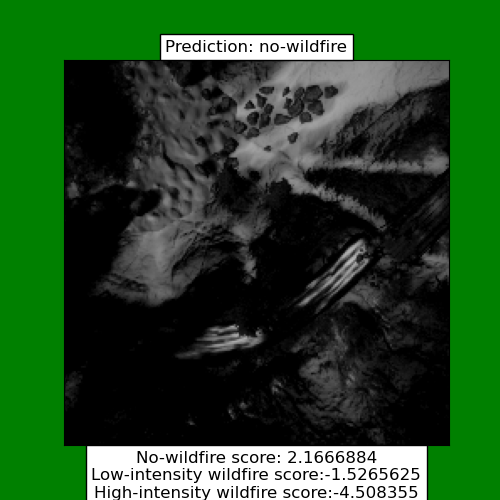 Prediction: no-wildfire
No-wildfire score: 2.1666884
Low-intensity wildfire score:-1.5265625
High-intensity wildfire score:-4.508355